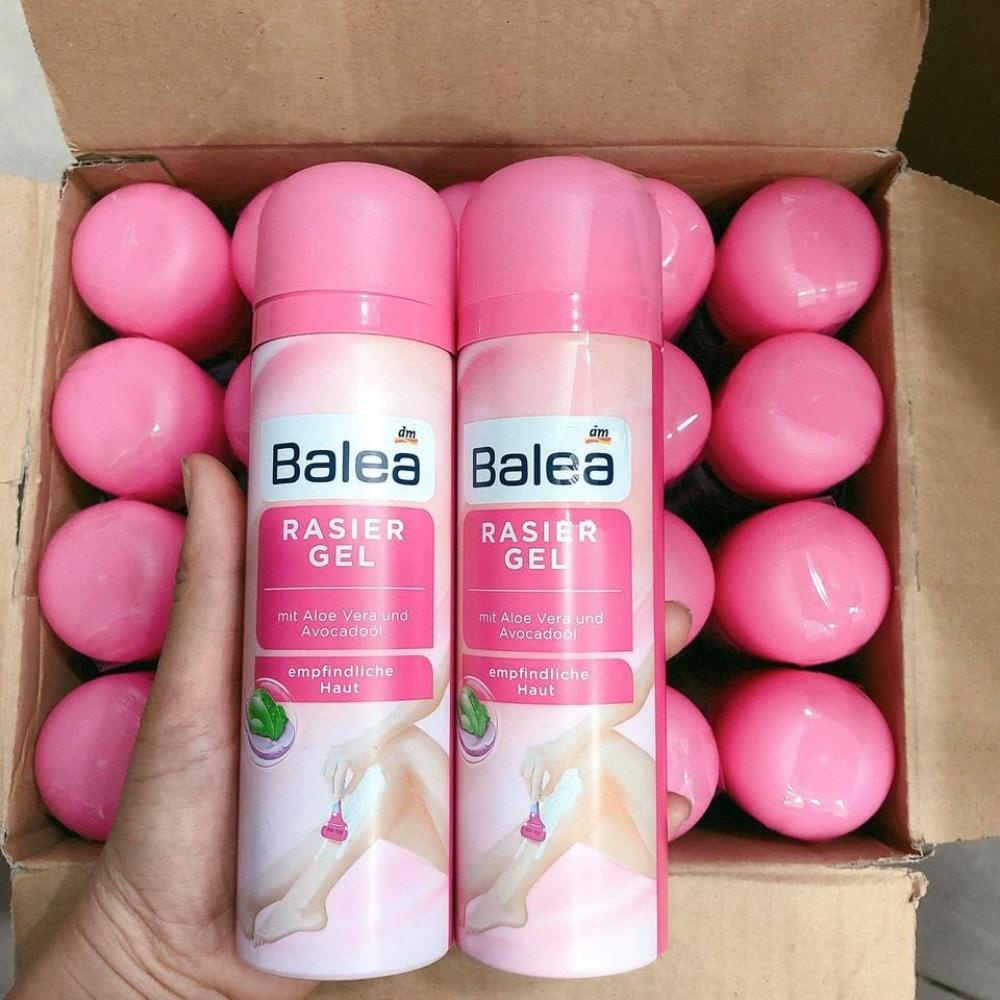 dm
Balea
RASIER
GEL
mit Aloe Vera und
Avocadoöl
empfindliche
Haut
dm
Balea
RASIER
GEL
mit Aloe Vera und
Avocadoöl
empfindliche
Haut